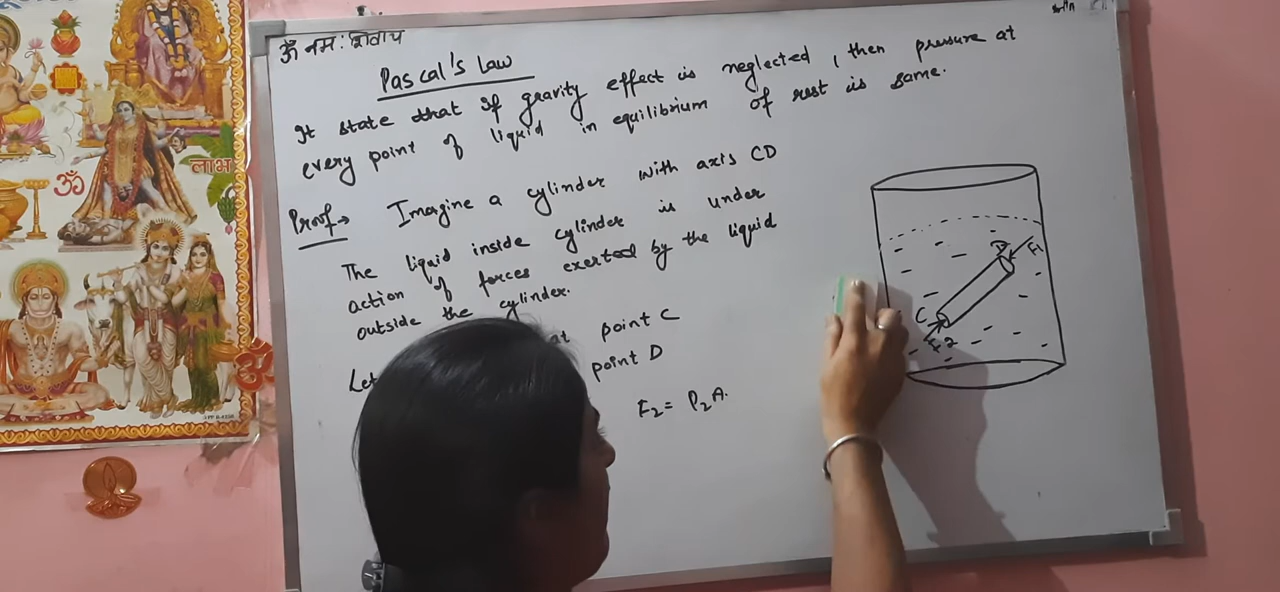 ॐ नमः शिवाय
Pascal's Law
It state that if gravity effect is neglected, then pressure at
every point of liquid in equilibrium of rest is same.
Proof→ Imagine a cylinder with axis CD
The liquid inside cylinder is under
action of forces exerted by the liquid
outside the cylinder.
Let at point C
point D
F₂ = P₂A.
D F₁
C
F₂
लाभ
ॐ
ॐ